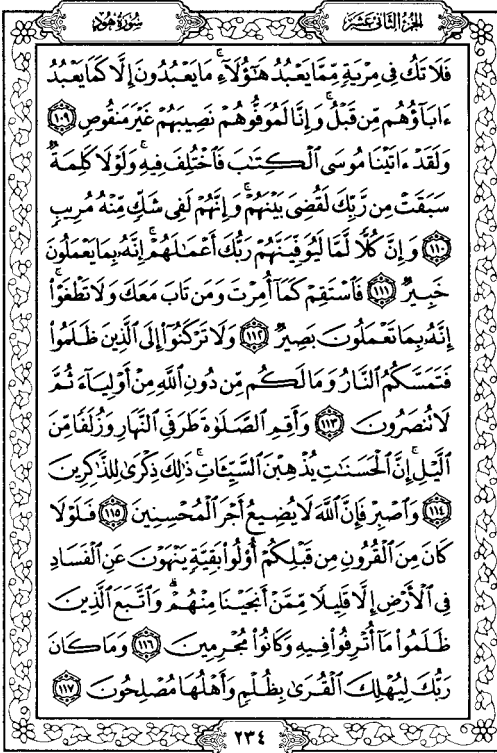 الجزء الثاني عشر
سورة هود
فَلَا تَكُ فِى مِرْيَةٍ مِّمَّا يَعْبُدُ هَٰٓؤُلَآءِ ۚ مَا يَعْبُدُونَ إِلَّا كَمَا يَعْبُدُ
ءَابَآؤُهُم مِّن قَبْلُ ۚ وَإِنَّا لَمُوَفُّوهُمْ نَصِيبَهُمْ غَيْرَ مَنقُوصٍ ١٠٩
وَلَقَدْ ءَاتَيْنَا مُوسَى ٱلْكِتَٰبَ فَٱخْتُلِفَ فِيهِ ۚ وَلَوْلَا كَلِمَةٌ
سَبَقَتْ مِن رَّبِّكَ لَقُضِىَ بَيْنَهُمْ ۚ وَإِنَّهُمْ لَفِى شَكٍّ مِّنْهُ مُرِيبٍ
١١٠ وَإِنَّ كُلًّا لَّمَّا لَيُوَفِّيَنَّهُمْ رَبُّكَ أَعْمَٰلَهُمْ ۚ إِنَّهُۥ بِمَا يَعْمَلُونَ
خَبِيرٌ ١١١ فَٱسْتَقِمْ كَمَآ أُمِرْتَ وَمَن تَابَ مَعَكَ وَلَا تَطْغَوْا۟ ۚ
إِنَّهُۥ بِمَا تَعْمَلُونَ بَصِيرٌ ١١٢ وَلَا تَرْكَنُوٓا۟ إِلَى ٱلَّذِينَ ظَلَمُوا۟
فَتَمَسَّكُمُ ٱلنَّارُ وَمَا لَكُم مِّن دُونِ ٱللَّهِ مِنْ أَوْلِيَآءَ ثُمَّ
لَا تُنصَرُونَ ١١٣ وَأَقِمِ ٱلصَّلَوٰةَ طَرَفَىِ ٱلنَّهَارِ وَزُلَفًا مِّنَ
ٱلَّيْلِ ۚ إِنَّ ٱلْحَسَنَٰتِ يُذْهِبْنَ ٱلسَّيِّـَٔاتِ ۚ ذَٰلِكَ ذِكْرَىٰ لِلذَّٰكِرِينَ
١١٤ وَٱصْبِرْ فَإِنَّ ٱللَّهَ لَا يُضِيعُ أَجْرَ ٱلْمُحْسِنِينَ ١١٥ فَلَوْلَا
كَانَ مِنَ ٱلْقُرُونِ مِن قَبْلِكُمْ أُو۟لُوا۟ بَقِيَّةٍ يَنْهَوْنَ عَنِ ٱلْفَسَادِ
فِى ٱلْأَرْضِ إِلَّا قَلِيلًا مِّمَّنْ أَنجَيْنَا مِنْهُمْ ۗ وَٱتَّبَعَ ٱلَّذِينَ
ظَلَمُوا۟ مَآ أُتْرِفُوا۟ فِيهِ وَكَانُوا۟ مُجْرِمِينَ ١١٦ وَمَا كَانَ
رَبُّكَ لِيُهْلِكَ ٱلْقُرَىٰ بِظُلْمٍ وَأَهْلُهَا مُصْلِحُونَ ١١٧
٢٣٤